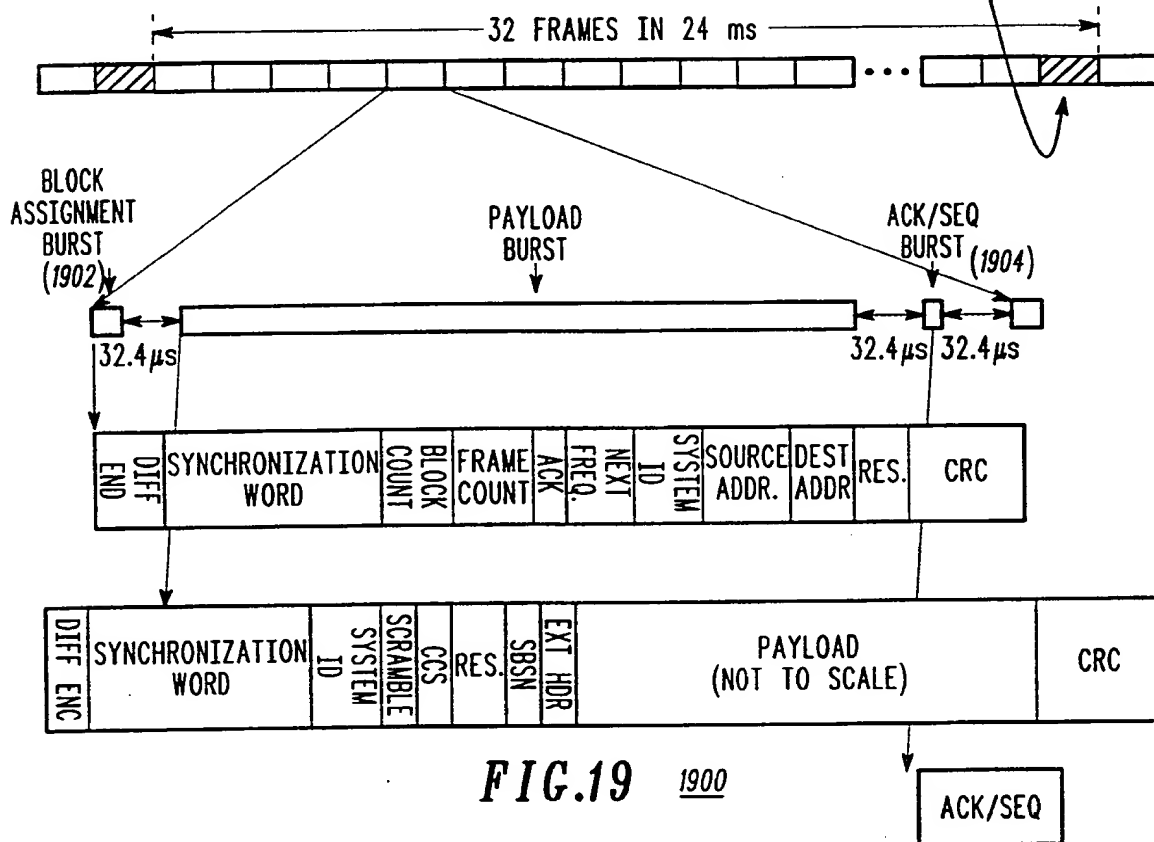 32 FRAMES IN 24 ms
BLOCK
ASSIGNMENT
BURST
(1902)
PAYLOAD
BURST
ACK/SEQ
BURST
(1904)
32.4μs
32.4μs
32.4μs
DIFF
END
SYNCHRONIZATION
WORD
BLOCK
COUNT
FRAME
COUNT
ACK
NEXT
FREQ.
SYSTEM
ID
SOURCE
ADDR.
DEST
ADDR
RES.
CRC
DIFF ENC
SYNCHRONIZATION
WORD
SYSTEM
ID
SCRAMBLE
CCS
RES.
SBSN
EXT HDR
PAYLOAD
(NOT TO SCALE)
CRC
FIG.19 1900
ACK/SEQ